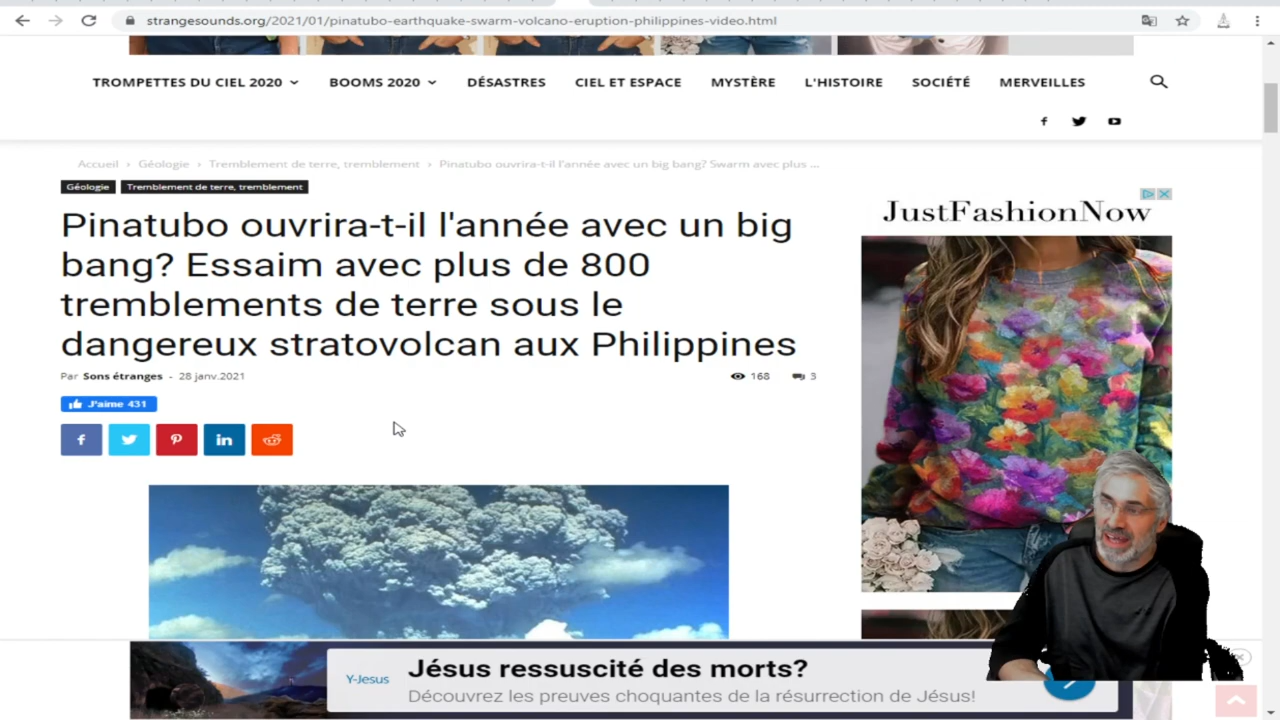 strangesounds.org/2021/01/pinatubo-earthquake-swarm-volcano-eruption-philippines-video.html
TROMPETTES DU CIEL 2020
BOOMS 2020
DÉSASTRES
CIEL ET ESPACE
MYSTÈRE
L'HISTOIRE
SOCIÉTÉ
MERVEILLES
Accueil › Géologie › Tremblement de terre, tremblement › Pinatubo ouvrira-t-il l'année avec un big bang? Swarm avec plus ...
Géologie
Tremblement de terre, tremblement
Pinatubo ouvrira-t-il l'année avec un big
bang? Essaim avec plus de 800
tremblements de terre sous le
dangereux stratovolcan aux Philippines
Par Sons étranges - 28 janv.2021
168
3
J'aime 431
JustFashionNow
Y-Jesus
Jésus ressuscité des morts?
Découvrez les preuves choquantes de la résurrection de Jésus!